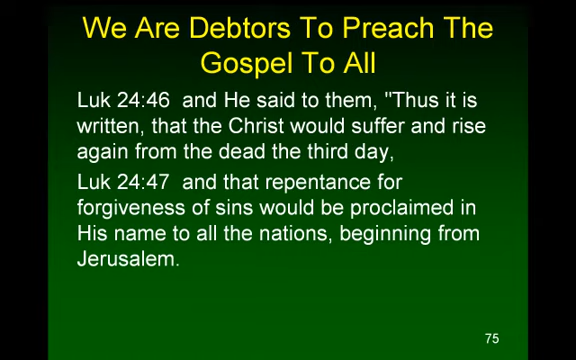 We Are Debtors To Preach The
Gospel To All
Luk 24:46 and He said to them, "Thus it is
written, that the Christ would suffer and rise
again from the dead the third day,
Luk 24:47 and that repentance for
forgiveness of sins would be proclaimed in
His name to all the nations, beginning from
Jerusalem.
75